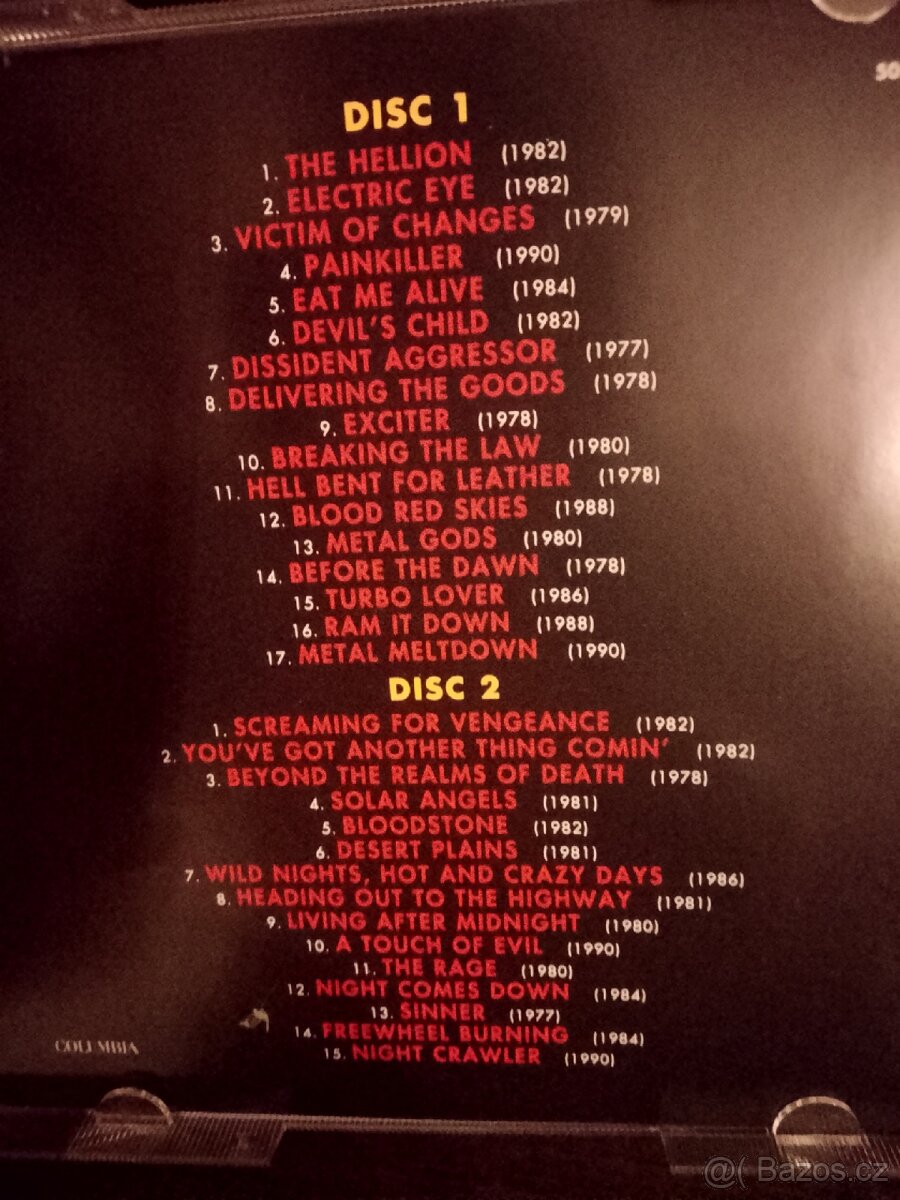 50
DISC 1
1. THE HELLION (1982)
2. ELECTRIC EYE (1982)
3. VICTIM OF CHANGES (1979)
4. PAINKILLER (1990)
5. EAT ME ALIVE (1984)
6. DEVIL'S CHILD (1982)
7. DISSIDENT AGGRESSOR (1977)
8. DELIVERING THE GOODS (1978)
9. EXCITER (1978)
10. BREAKING THE LAW (1980)
11. HELL BENT FOR LEATHER (1978)
12. BLOOD RED SKIES (1988)
13. METAL GODS (1980)
14. BEFORE THE DAWN (1978)
15. TURBO LOVER (1986)
16. RAM IT DOWN (1988)
17. METAL MELTDOWN (1990)
DISC 2
1. SCREAMING FOR VENGEANCE (1982)
2. YOU'VE GOT ANOTHER THING COMIN' (1982)
3. BEYOND THE REALMS OF DEATH (1978)
4. SOLAR ANGELS (1981)
5. BLOODSTONE (1982)
6. DESERT PLAINS (1981)
7. WILD NIGHTS, HOT AND CRAZY DAYS (1986)
8. HEADING OUT TO THE HIGHWAY (1981)
9. LIVING AFTER MIDNIGHT (1980)
10. A TOUCH OF EVIL (1990)
11. THE RAGE (1980)
12. NIGHT COMES DOWN (1984)
13. SINNER (1977)
14. FREEWHEEL BURNING (1984)
15. NIGHT CRAWLER (1990)
COLUMBIA
@( Bazos.cz